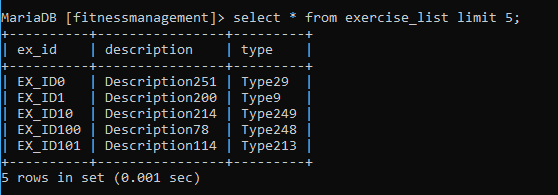 MariaDB [fitnessmanagement]> select * from exercise_list limit 5;
+----------+----------------+---------+
| ex_id    | description    | type    |
+----------+----------------+---------+
| EX_ID0   | Description251 | Type29  |
| EX_ID1   | Description200 | Type9   |
| EX_ID10  | Description214 | Type249 |
| EX_ID100 | Description78  | Type248 |
| EX_ID101 | Description114 | Type213 |
+----------+----------------+---------+
5 rows in set (0.001 sec)